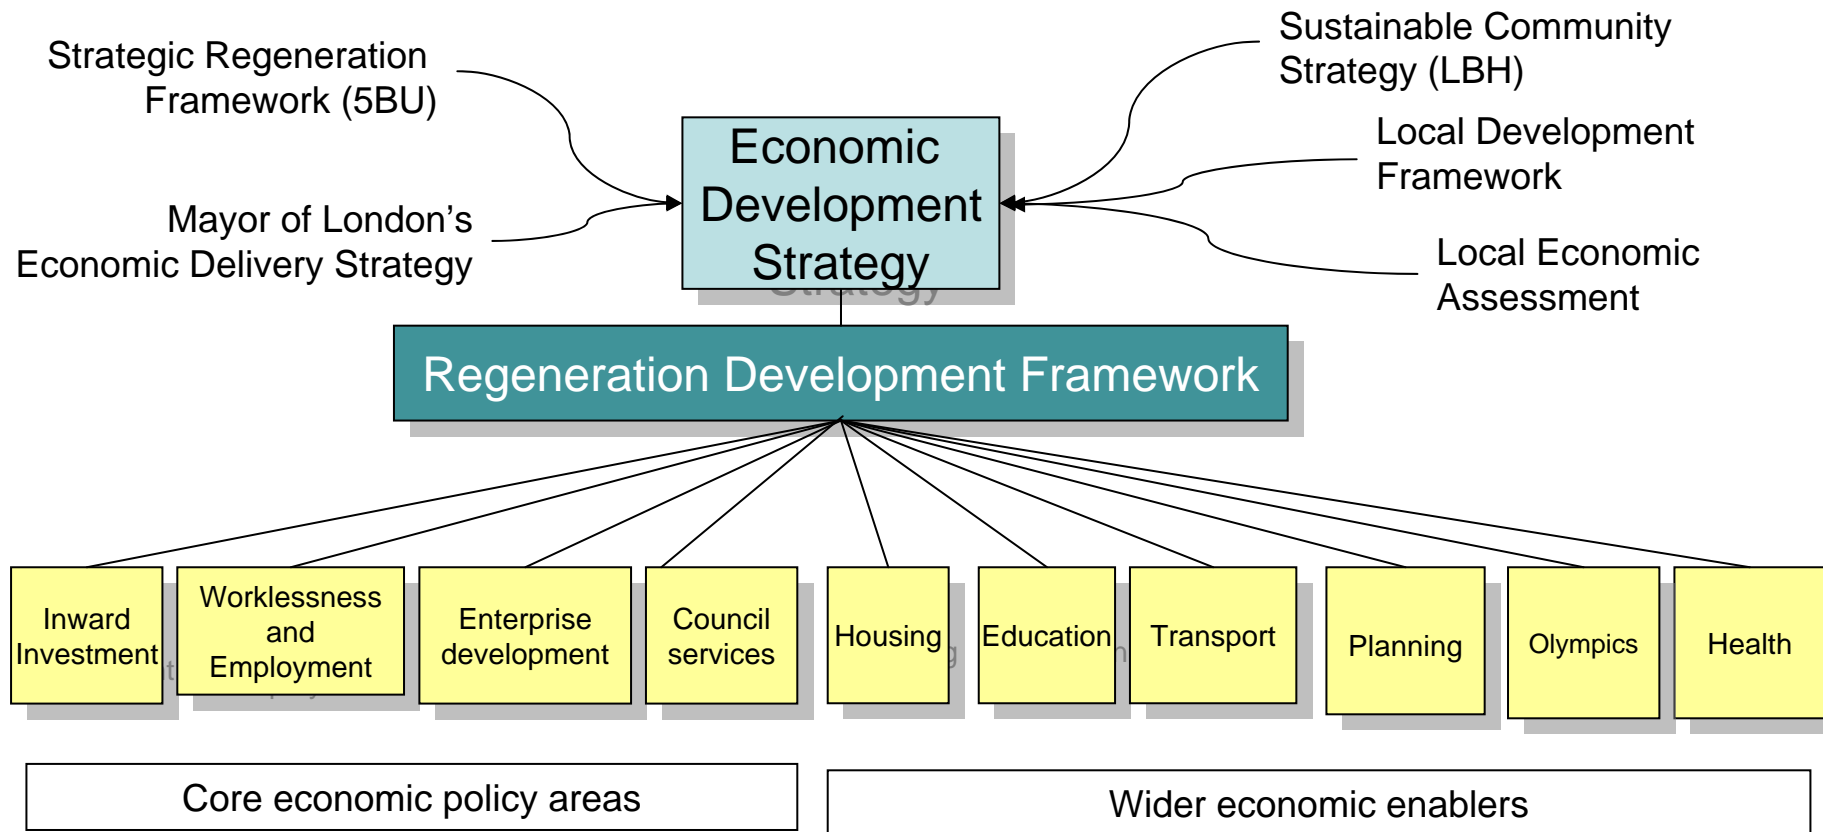 Strategic Regeneration
Framework (5BU)
Mayor of London's
Economic Delivery Strategy
Economic
Development
Strategy
Sustainable Community
Strategy (LBH)
Local Development
Framework
Local Economic
Assessment
Regeneration Development Framework
Inward
Investment
Worklessness
and
Employment
Enterprise
development
Council
services
Housing
Education
Transport
Planning
Olympics
Health
Core economic policy areas
Wider economic enablers